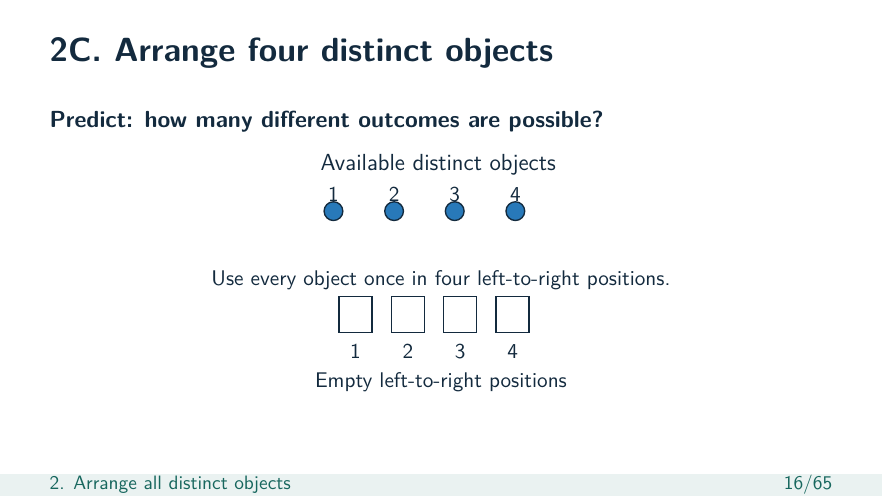 2C. Arrange four distinct objects
Predict: how many different outcomes are possible?
Available distinct objects
1 2 3 4
Use every object once in four left-to-right positions.
1 2 3 4
Empty left-to-right positions
2. Arrange all distinct objects 16/65